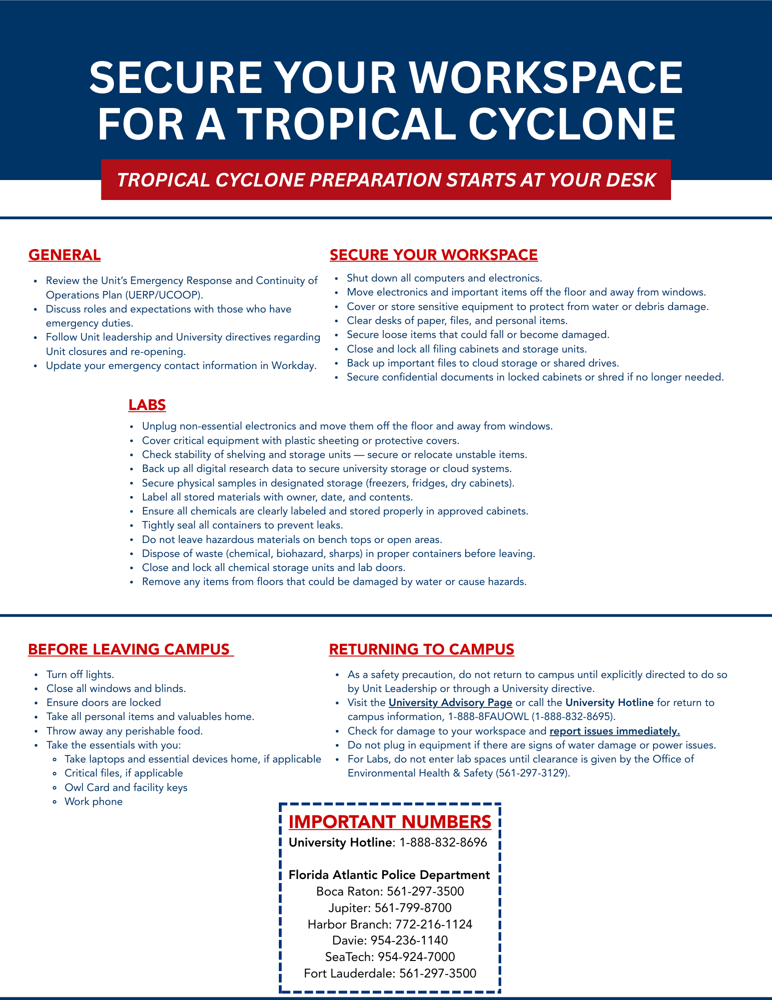 SECURE YOUR WORKSPACE
FOR A TROPICAL CYCLONE
TROPICAL CYCLONE PREPARATION STARTS AT YOUR DESK
GENERAL
• Review the Unit’s Emergency Response and Continuity of
Operations Plan (UERP/UCOOP).
• Discuss roles and expectations with those who have
emergency duties.
• Follow Unit leadership and University directives regarding
Unit closures and re-opening.
• Update your emergency contact information in Workday.
SECURE YOUR WORKSPACE
• Shut down all computers and electronics.
• Move electronics and important items off the floor and away from windows.
• Cover or store sensitive equipment to protect from water or debris damage.
• Clear desks of paper, files, and personal items.
• Secure loose items that could fall or become damaged.
• Close and lock all filing cabinets and storage units.
• Back up important files to cloud storage or shared drives.
• Secure confidential documents in locked cabinets or shred if no longer needed.
LABS
• Unplug non-essential electronics and move them off the floor and away from windows.
• Cover critical equipment with plastic sheeting or protective covers.
• Check stability of shelving and storage units — secure or relocate unstable items.
• Back up all digital research data to secure university storage or cloud systems.
• Secure physical samples in designated storage (freezers, fridges, dry cabinets).
• Label all stored materials with owner, date, and contents.
• Ensure all chemicals are clearly labeled and stored properly in approved cabinets.
• Tightly seal all containers to prevent leaks.
• Do not leave hazardous materials on bench tops or open areas.
• Dispose of waste (chemical, biohazard, sharps) in proper containers before leaving.
• Close and lock all chemical storage units and lab doors.
• Remove any items from floors that could be damaged by water or cause hazards.
BEFORE LEAVING CAMPUS
• Turn off lights.
• Close all windows and blinds.
• Ensure doors are locked
• Take all personal items and valuables home.
• Throw away any perishable food.
• Take the essentials with you:
◦ Take laptops and essential devices home, if applicable
◦ Critical files, if applicable
◦ Owl Card and facility keys
◦ Work phone
RETURNING TO CAMPUS
• As a safety precaution, do not return to campus until explicitly directed to do so
by Unit Leadership or through a University directive.
• Visit the University Advisory Page or call the University Hotline for return to
campus information, 1-888-8FAUOWL (1-888-832-8695).
• Check for damage to your workspace and report issues immediately.
• Do not plug in equipment if there are signs of water damage or power issues.
• For Labs, do not enter lab spaces until clearance is given by the Office of
Environmental Health & Safety (561-297-3129).
IMPORTANT NUMBERS
University Hotline: 1-888-832-8696
Florida Atlantic Police Department
Boca Raton: 561-297-3500
Jupiter: 561-799-8700
Harbor Branch: 772-216-1124
Davie: 954-236-1140
SeaTech: 954-924-7000
Fort Lauderdale: 561-297-3500